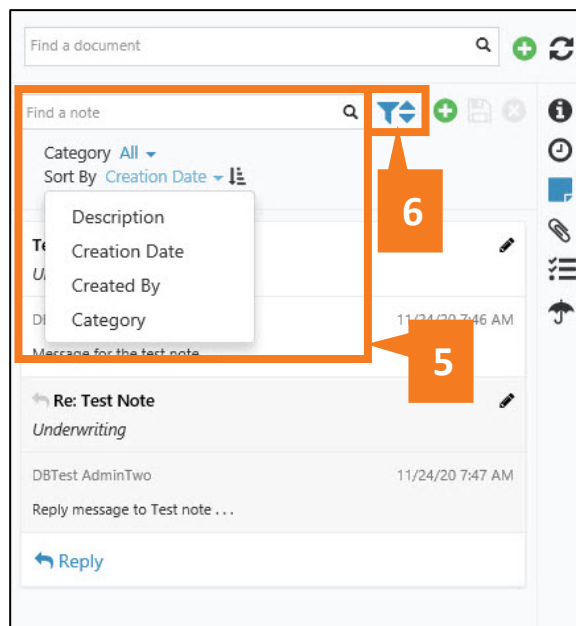 Find a document
Find a note
Category All
Sort By Creation Date
6
Description
Creation Date
Created By
Category
11/24/20 7:46 AM
5
Message for the test note
Re: Test Note
Underwriting
DBTest AdminTwo 11/24/20 7:47 AM
Reply message to Test note . . .
Reply